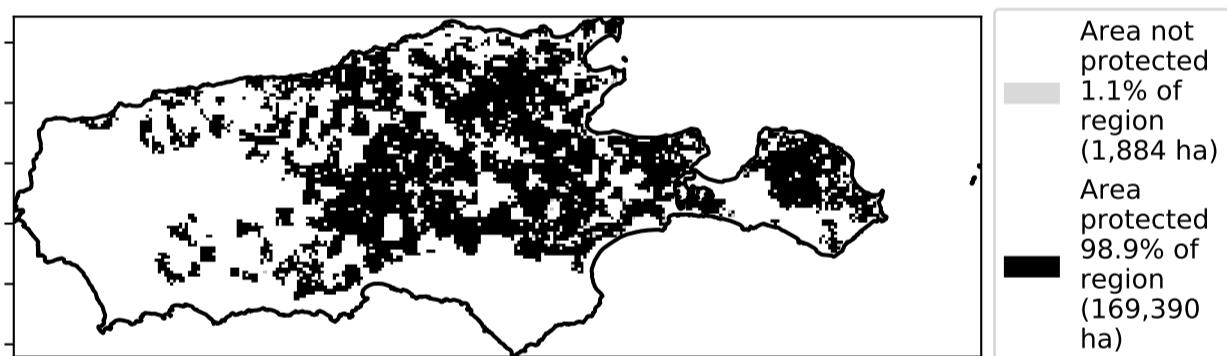 Area not
protected
1.1% of
region
(1,884 ha)
Area
protected
98.9% of
region
(169,390
ha)